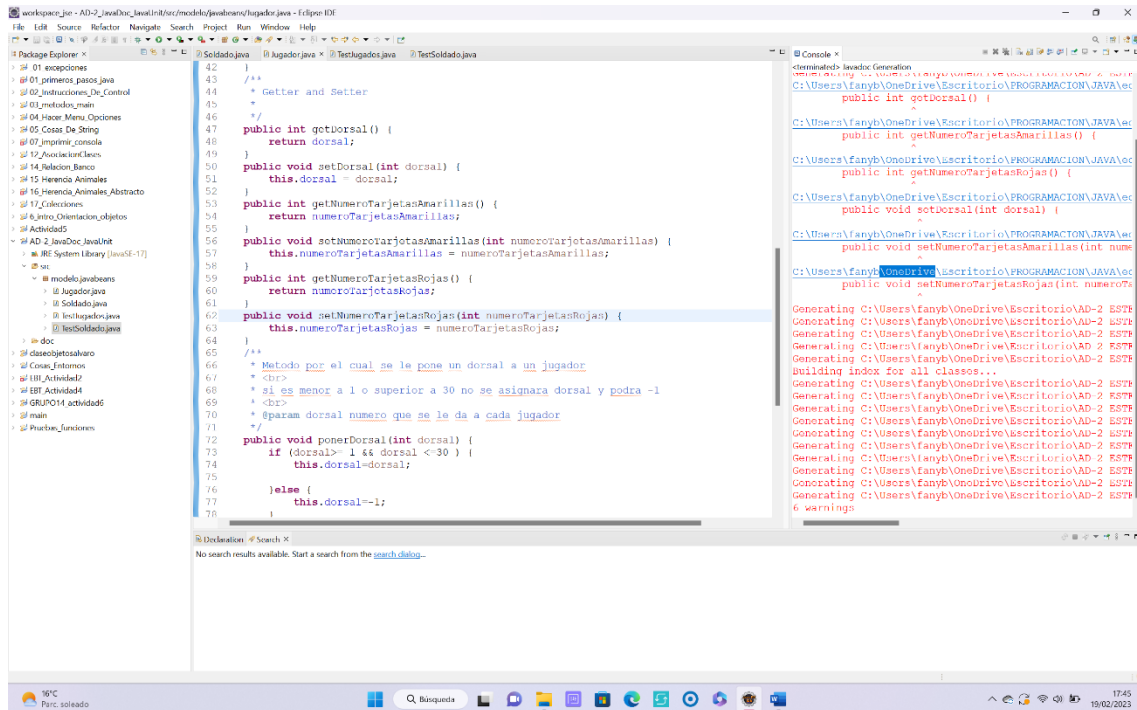 workspace_jse - AD-2_JavaDoc_JavaUnit/src/modelo/javabeans/Jugador.java - Eclipse IDE
File Edit Source Refactor Navigate Search Project Run Window Help
Package Explorer ×
01_excepciones
01_primeros_pasos_java
02_Instrucciones_De_Control
03_metodos_main
04_Hacer_Menu_Opciones
05_Cosas_De_String
07_imprimir_consola
12_AsociacionClases
14_Relacion_Banco
15_Herencia_Animales
16_Herencia_Animales_Abstracto
17_Colecciones
6_intro_Orientacion_objetos
Actividad5
AD-2_JavaDoc_JavaUnit
JRE System Library [JavaSE-17]
src
modelo.javabeans
Jugador.java
Soldado.java
TestJugador.java
TestSoldado.java
doc
claseobjetosalvaro
Cosas_Entornos
EBT_Actividad2
EBT_Actividad4
GRUPO14_actividad6
main
Pruebas_funciones
Soldado.java Jugador.java × TestJugados.java TestSoldado.java
42 }
43 /**
44 * Getter and Setter
45 *
46 */
47 public int getDorsal() {
48 return dorsal;
49 }
50 public void setDorsal(int dorsal) {
51 this.dorsal = dorsal;
52 }
53 public int getNumeroTarjetasAmarillas() {
54 return numeroTarjetasAmarillas;
55 }
56 public void setNumeroTarjetasAmarillas(int numeroTarjetasAmarillas) {
57 this.numeroTarjetasAmarillas = numeroTarjetasAmarillas;
58 }
59 public int getNumeroTarjetasRojas() {
60 return numeroTarjetasRojas;
61 }
62 public void setNumeroTarjetasRojas(int numeroTarjetasRojas) {
63 this.numeroTarjetasRojas = numeroTarjetasRojas;
64 }
65 /**
66 * Metodo por el cual se le pone un dorsal a un jugador
67 * <br>
68 * si es menor a 1 o superior a 30 no se asignara dorsal y podra -1
69 * <br>
70 * @param dorsal numero que se le da a cada jugador
71 */
72 public void ponerDorsal(int dorsal) {
73 if (dorsal>= 1 && dorsal <=30 ) {
74 this.dorsal=dorsal;
75
76 }else {
77 this.dorsal=-1;
78 }
Console ×
<terminated> Javadoc Generation
C:\Users\fanyb\OneDrive\Escritorio\PROGRAMACION\JAVA\ec
public int getDorsal() {
^
C:\Users\fanyb\OneDrive\Escritorio\PROGRAMACION\JAVA\ec
public int getNumeroTarjetasAmarillas() {
^
C:\Users\fanyb\OneDrive\Escritorio\PROGRAMACION\JAVA\ec
public int getNumeroTarjetasRojas() {
^
C:\Users\fanyb\OneDrive\Escritorio\PROGRAMACION\JAVA\ec
public void setDorsal(int dorsal) {
^
C:\Users\fanyb\OneDrive\Escritorio\PROGRAMACION\JAVA\ec
public void setNumeroTarjetasAmarillas(int nume
^
C:\Users\fanyb\OneDrive\Escritorio\PROGRAMACION\JAVA\ec
public void setNumeroTarjetasRojas(int numeroTa
^
Generating C:\Users\fanyb\OneDrive\Escritorio\AD-2 ESTE
Generating C:\Users\fanyb\OneDrive\Escritorio\AD-2 ESTE
Generating C:\Users\fanyb\OneDrive\Escritorio\AD-2 ESTE
Generating C:\Users\fanyb\OneDrive\Escritorio\AD-2 ESTE
Generating C:\Users\fanyb\OneDrive\Escritorio\AD-2 ESTE
Building index for all classes...
Generating C:\Users\fanyb\OneDrive\Escritorio\AD-2 ESTE
Generating C:\Users\fanyb\OneDrive\Escritorio\AD-2 ESTE
Generating C:\Users\fanyb\OneDrive\Escritorio\AD-2 ESTE
Generating C:\Users\fanyb\OneDrive\Escritorio\AD-2 ESTE
Generating C:\Users\fanyb\OneDrive\Escritorio\AD-2 ESTE
Generating C:\Users\fanyb\OneDrive\Escritorio\AD-2 ESTE
Generating C:\Users\fanyb\OneDrive\Escritorio\AD-2 ESTE
Generating C:\Users\fanyb\OneDrive\Escritorio\AD-2 ESTE
Generating C:\Users\fanyb\OneDrive\Escritorio\AD-2 ESTE
Generating C:\Users\fanyb\OneDrive\Escritorio\AD-2 ESTE
6 warnings
Declaration Search ×
No search results available. Start a search from the search dialog...
16°C
Parc. soleado
Búsqueda
17:45
19/02/2023